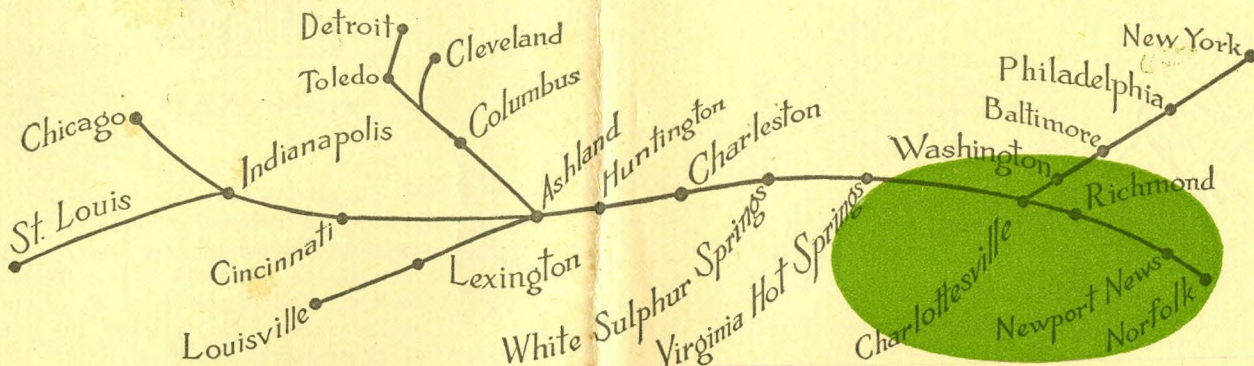 Detroit
Cleveland
Toledo
Columbus
Chicago
Indianapolis
St. Louis
Cincinnati
Louisville
Lexington
Ashland
Huntington
Charleston
White Sulphur Springs
Virginia Hot Springs
New York
Philadelphia
Baltimore
Washington
Richmond
Charlottesville
Newport News
Norfolk